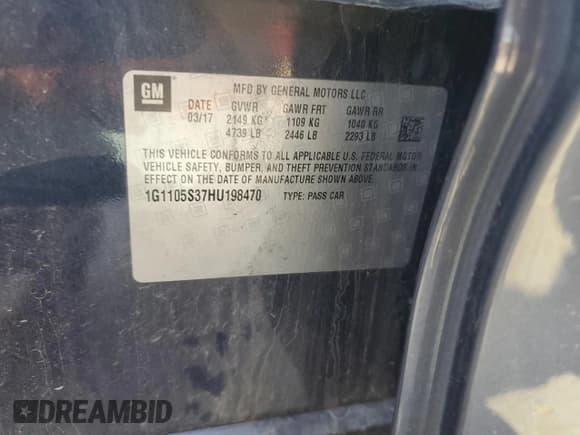 GM
MFD BY GENERAL MOTORS LLC
DATE GVWR GAWR FRT GAWR RR
03/17 2149 KG 1109 KG 1040 KG
4739 LB 2446 LB 2293 LB
THIS VEHICLE CONFORMS TO ALL APPLICABLE U.S. FEDERAL MOTOR
VEHICLE SAFETY, BUMPER, AND THEFT PREVENTION STANDARDS
IN EFFECT ON THE DATE OF MANUFACTURE SHOWN ABOVE.
1G1105S37HU198470 TYPE: PASS CAR
DREAMBID